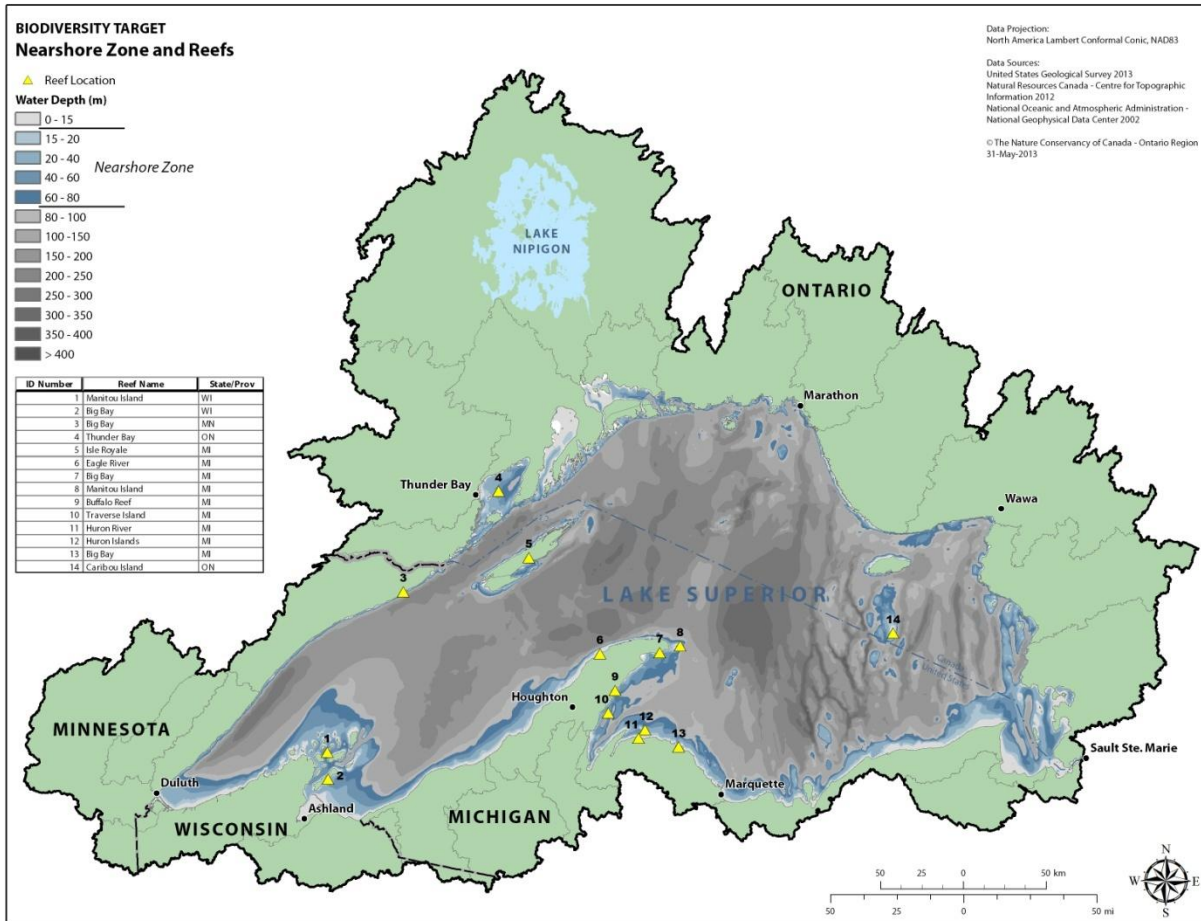 BIODIVERSITY TARGET
Nearshore Zone and Reefs
Reef Location
Water Depth (m)
0 - 15
15 - 20
20 - 40
40 - 60
60 - 80
Nearshore Zone
80 - 100
100 -150
150 - 200
200 - 250
250 - 300
300 - 350
350 - 400
> 400
ID Number Reef Name State/Prov
1 Manitou Island WI
2 Big Bay WI
3 Big Bay MN
4 Thunder Bay ON
5 Isle Royale MI
6 Eagle River MI
7 Big Bay MI
8 Manitou Island MI
9 Buffalo Reef MI
10 Traverse Island MI
11 Huron River MI
12 Huron Islands MI
13 Big Bay MI
14 Caribou Island ON
Data Projection:
North America Lambert Conformal Conic, NAD83
Data Sources:
United States Geological Survey 2013
Natural Resources Canada - Centre for Topographic
Information 2012
National Oceanic and Atmospheric Administration -
National Geophysical Data Center 2002
© The Nature Conservancy of Canada - Ontario Region
31-May-2013
LAKE
NIPIGON
ONTARIO
Marathon
Thunder Bay
4
Wawa
5
3
LAKE SUPERIOR
14
6
7
8
Canada
United States
9
Houghton
10
12
11
13
MINNESOTA
1
2
Sault Ste. Marie
Duluth
Marquette
Ashland
MICHIGAN
WISCONSIN
50 25 0 50 km
50 25 0 50 mi
N
W E
S